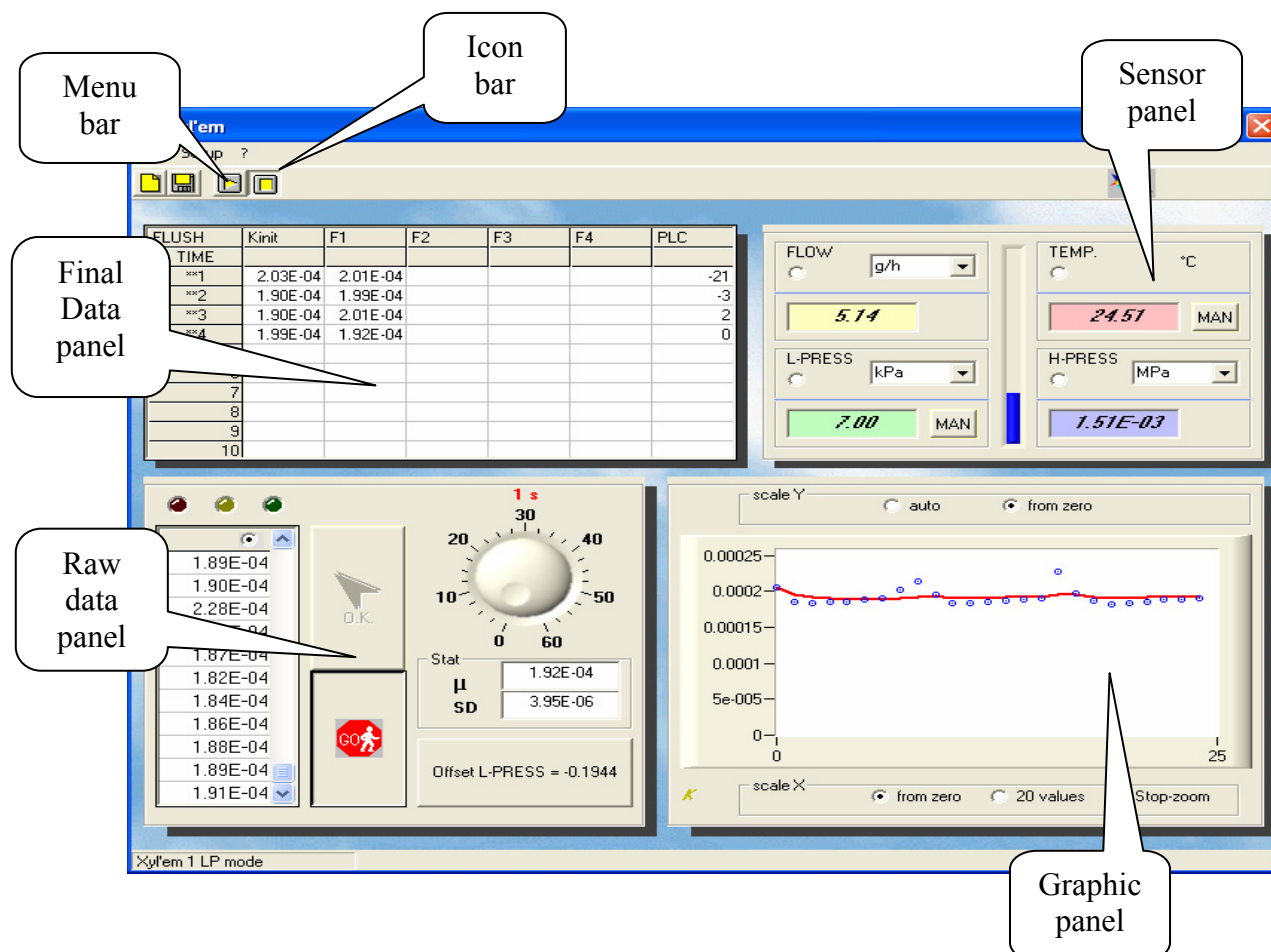 Menu
bar
Icon
bar
Sensor
panel
Final
Data
panel
Raw
data
panel
Graphic
panel
?
FLUSH Kinit F1 F2 F3 F4 PLC
TIME
**1 2.03E-04 2.01E-04 -21
**2 1.90E-04 1.99E-04 -3
**3 1.90E-04 2.01E-04 2
**4 1.99E-04 1.92E-04 0
7
8
9
10
FLOW g/h
5.14
TEMP. °C
24.51 MAN
L-PRESS kPa
7.00 MAN
H-PRESS MPa
1.51E-03
1.89E-04
1.90E-04
2.28E-04
1.87E-04
1.82E-04
1.84E-04
1.86E-04
1.88E-04
1.89E-04
1.91E-04
O.K.
GO
1 s
0 10 20 30 40 50 60
Stat
µ 1.92E-04
SD 3.95E-06
Offset L-PRESS = -0.1944
scale Y auto from zero
0.00025
0.0002
0.00015
0.0001
5e-005
0
0 25
K
scale X from zero 20 values Stop-zoom
Xyl'em 1 LP mode